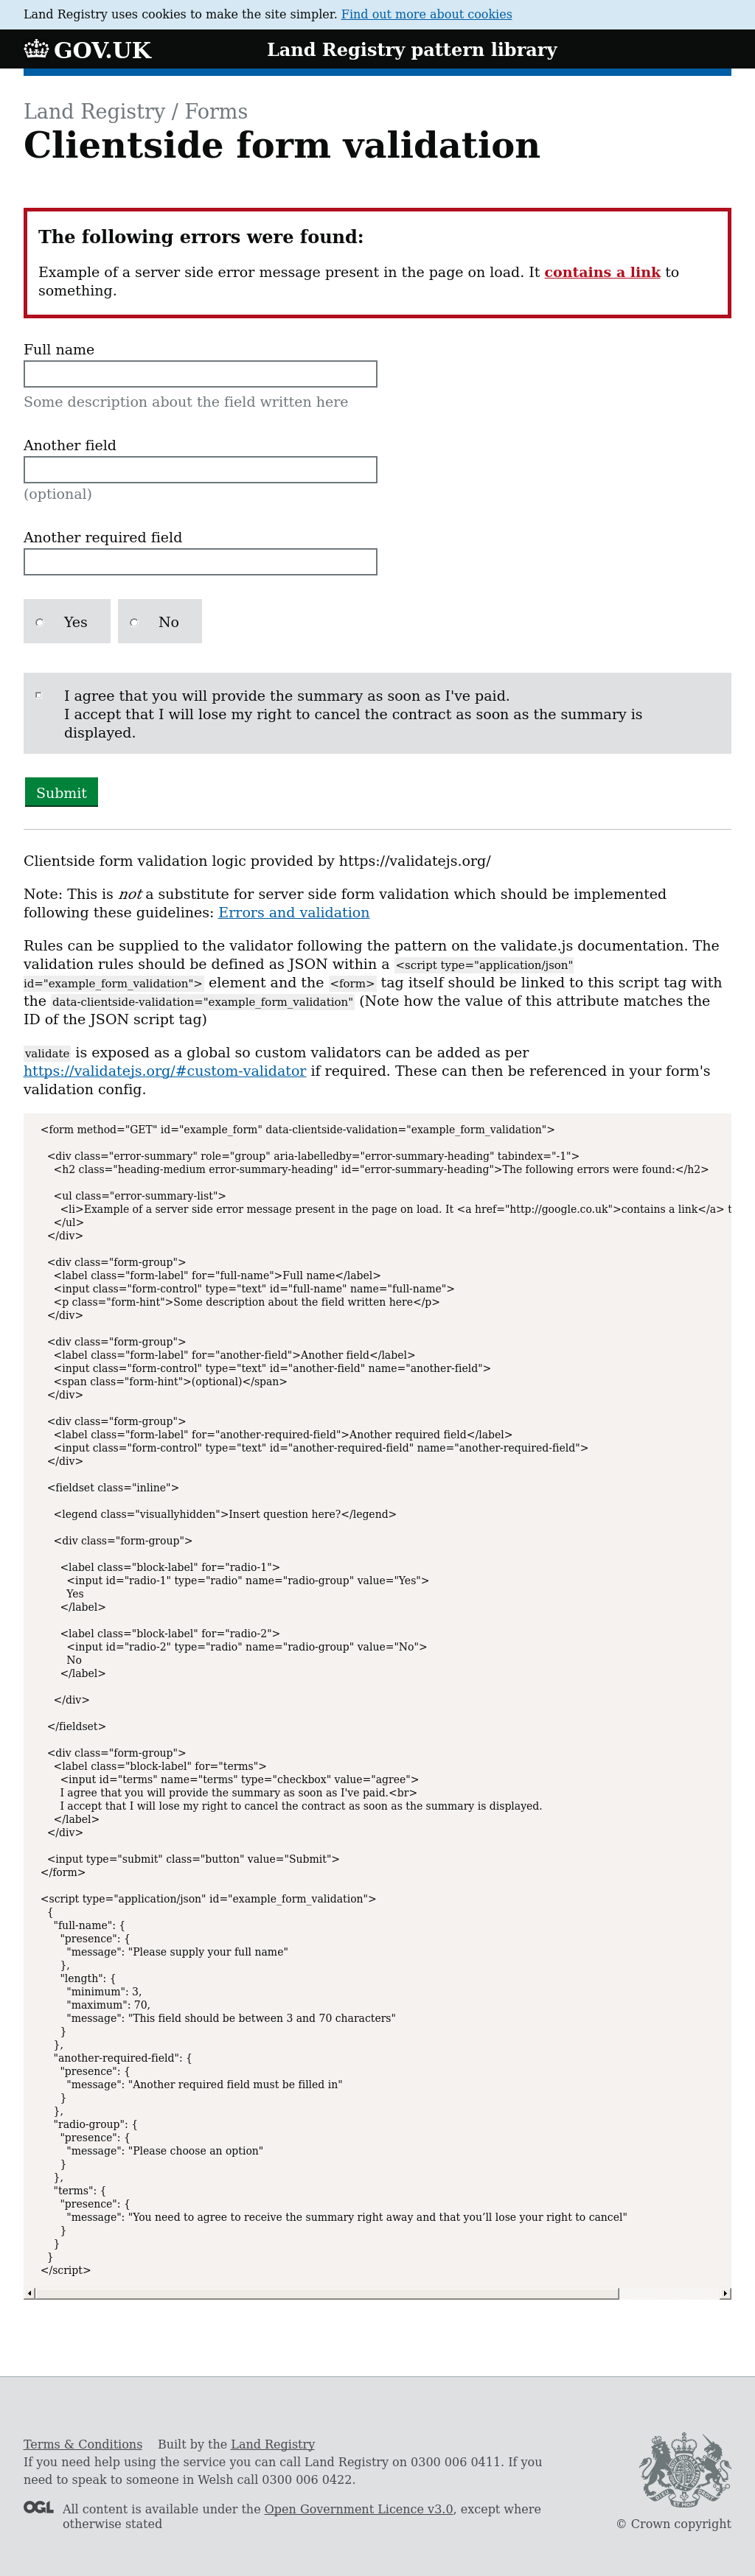 Land Registry uses cookies to make the site simpler. Find out more about cookies
GOV.UK
Land Registry pattern library
Land Registry / Forms
Clientside form validation
The following errors were found:
Example of a server side error message present in the page on load. It contains a link to
something.
Full name
Some description about the field written here
Another field
(optional)
Another required field
Yes
No
I agree that you will provide the summary as soon as I've paid.
I accept that I will lose my right to cancel the contract as soon as the summary is
displayed.
Submit
Clientside form validation logic provided by https://validatejs.org/
Note: This is not a substitute for server side form validation which should be implemented
following these guidelines: Errors and validation
Rules can be supplied to the validator following the pattern on the validate.js documentation. The
validation rules should be defined as JSON within a <script type="application/json"
id="example_form_validation"> element and the <form> tag itself should be linked to this script tag with
the data-clientside-validation="example_form_validation" (Note how the value of this attribute matches the
ID of the JSON script tag)
validate is exposed as a global so custom validators can be added as per
https://validatejs.org/#custom-validator if required. These can then be referenced in your form's
validation config.
<form method="GET" id="example_form" data-clientside-validation="example_form_validation">
<div class="error-summary" role="group" aria-labelledby="error-summary-heading" tabindex="-1">
<h2 class="heading-medium error-summary-heading" id="error-summary-heading">The following errors were found:</h2>
<ul class="error-summary-list">
<li>Example of a server side error message present in the page on load. It <a href="http://google.co.uk">contains a link</a> t
</ul>
</div>
<div class="form-group">
<label class="form-label" for="full-name">Full name</label>
<input class="form-control" type="text" id="full-name" name="full-name">
<p class="form-hint">Some description about the field written here</p>
</div>
<div class="form-group">
<label class="form-label" for="another-field">Another field</label>
<input class="form-control" type="text" id="another-field" name="another-field">
<span class="form-hint">(optional)</span>
</div>
<div class="form-group">
<label class="form-label" for="another-required-field">Another required field</label>
<input class="form-control" type="text" id="another-required-field" name="another-required-field">
</div>
<fieldset class="inline">
<legend class="visuallyhidden">Insert question here?</legend>
<div class="form-group">
<label class="block-label" for="radio-1">
<input id="radio-1" type="radio" name="radio-group" value="Yes">
Yes
</label>
<label class="block-label" for="radio-2">
<input id="radio-2" type="radio" name="radio-group" value="No">
No
</label>
</div>
</fieldset>
<div class="form-group">
<label class="block-label" for="terms">
<input id="terms" name="terms" type="checkbox" value="agree">
I agree that you will provide the summary as soon as I've paid.<br>
I accept that I will lose my right to cancel the contract as soon as the summary is displayed.
</label>
</div>
<input type="submit" class="button" value="Submit">
</form>
<script type="application/json" id="example_form_validation">
{
"full-name": {
"presence": {
"message": "Please supply your full name"
},
"length": {
"minimum": 3,
"maximum": 70,
"message": "This field should be between 3 and 70 characters"
}
},
"another-required-field": {
"presence": {
"message": "Another required field must be filled in"
}
},
"radio-group": {
"presence": {
"message": "Please choose an option"
}
},
"terms": {
"presence": {
"message": "You need to agree to receive the summary right away and that you’ll lose your right to cancel"
}
}
}
</script>
Terms & Conditions Built by the Land Registry
If you need help using the service you can call Land Registry on 0300 006 0411. If you
need to speak to someone in Welsh call 0300 006 0422.
OGL
All content is available under the Open Government Licence v3.0, except where
otherwise stated
© Crown copyright